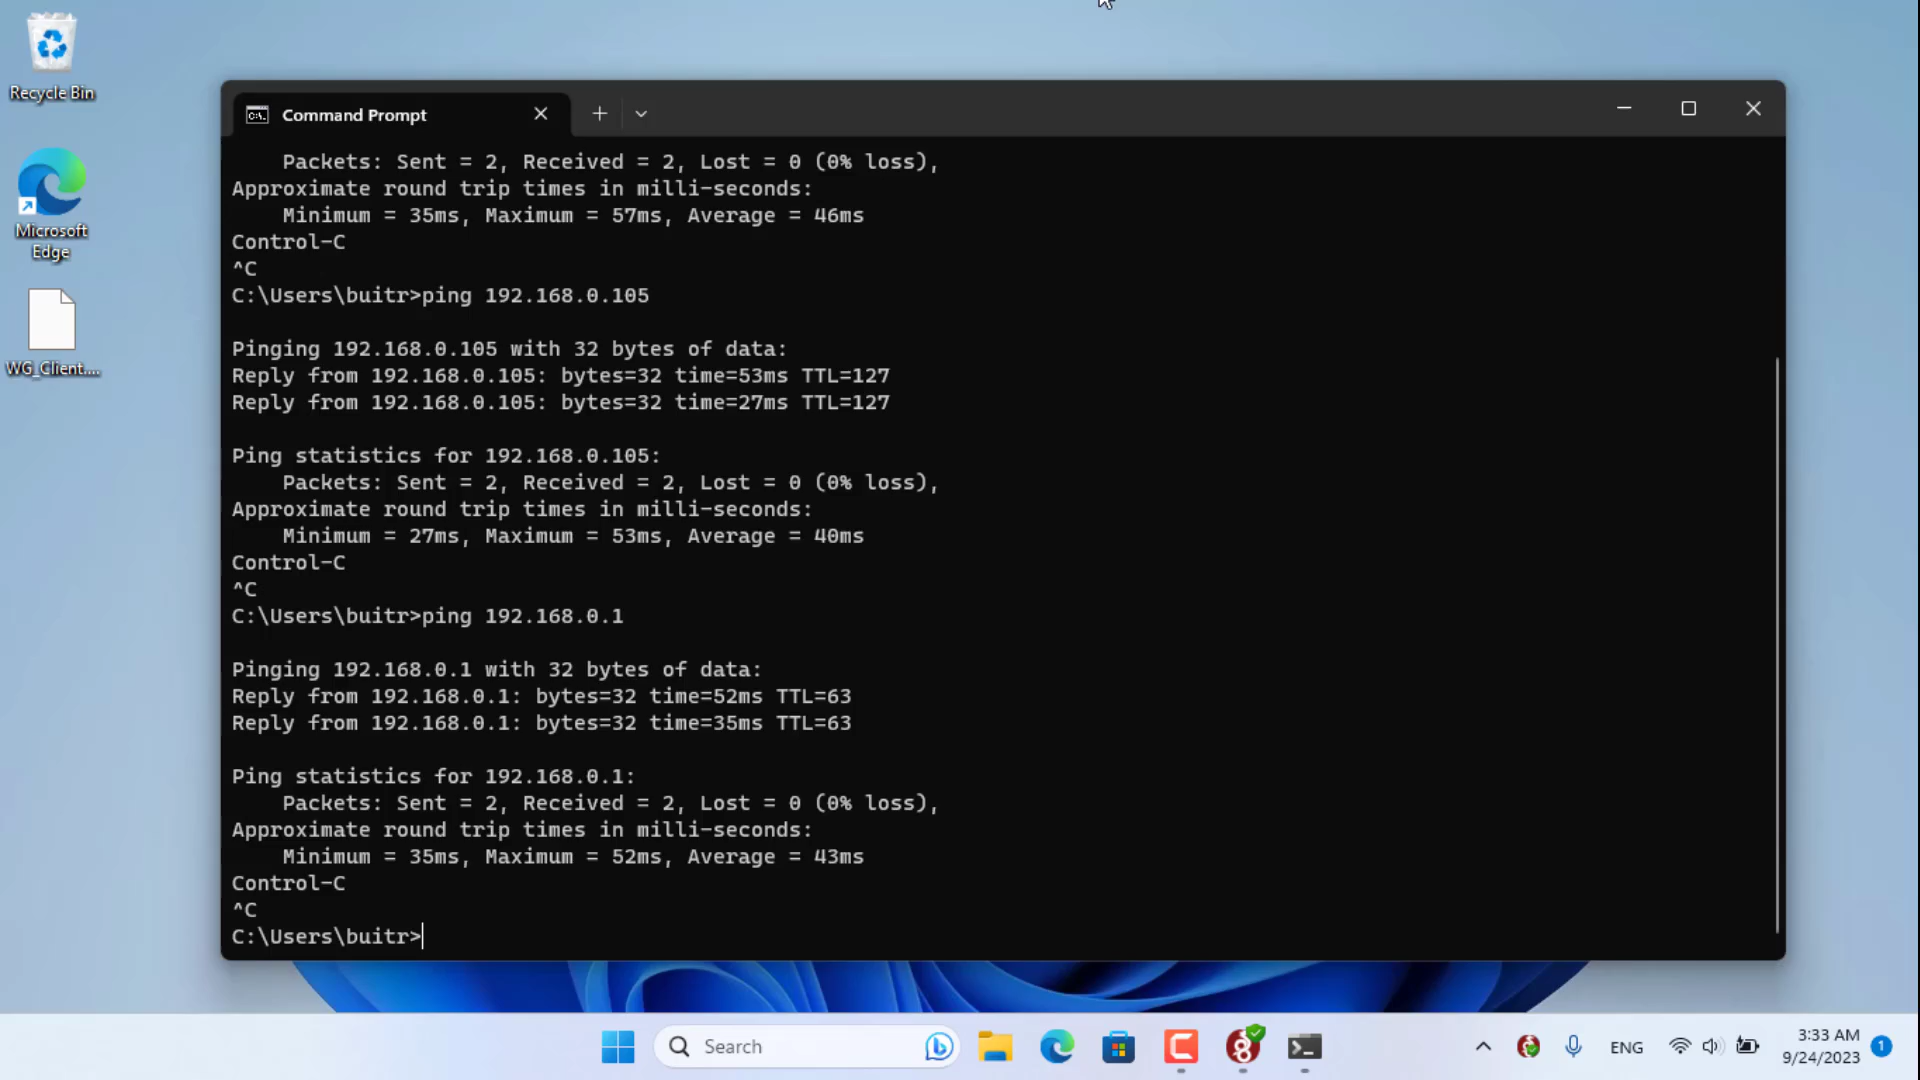 Recycle Bin
Microsoft
Edge
WG_Client....
Command Prompt
    Packets: Sent = 2, Received = 2, Lost = 0 (0% loss),
Approximate round trip times in milli-seconds:
    Minimum = 35ms, Maximum = 57ms, Average = 46ms
Control-C
^C
C:\Users\buitr>ping 192.168.0.105
Pinging 192.168.0.105 with 32 bytes of data:
Reply from 192.168.0.105: bytes=32 time=53ms TTL=127
Reply from 192.168.0.105: bytes=32 time=27ms TTL=127
Ping statistics for 192.168.0.105:
    Packets: Sent = 2, Received = 2, Lost = 0 (0% loss),
Approximate round trip times in milli-seconds:
    Minimum = 27ms, Maximum = 53ms, Average = 40ms
Control-C
^C
C:\Users\buitr>ping 192.168.0.1
Pinging 192.168.0.1 with 32 bytes of data:
Reply from 192.168.0.1: bytes=32 time=52ms TTL=63
Reply from 192.168.0.1: bytes=32 time=35ms TTL=63
Ping statistics for 192.168.0.1:
    Packets: Sent = 2, Received = 2, Lost = 0 (0% loss),
Approximate round trip times in milli-seconds:
    Minimum = 35ms, Maximum = 52ms, Average = 43ms
Control-C
^C
C:\Users\buitr>
Search
ENG
3:33 AM
9/24/2023
1